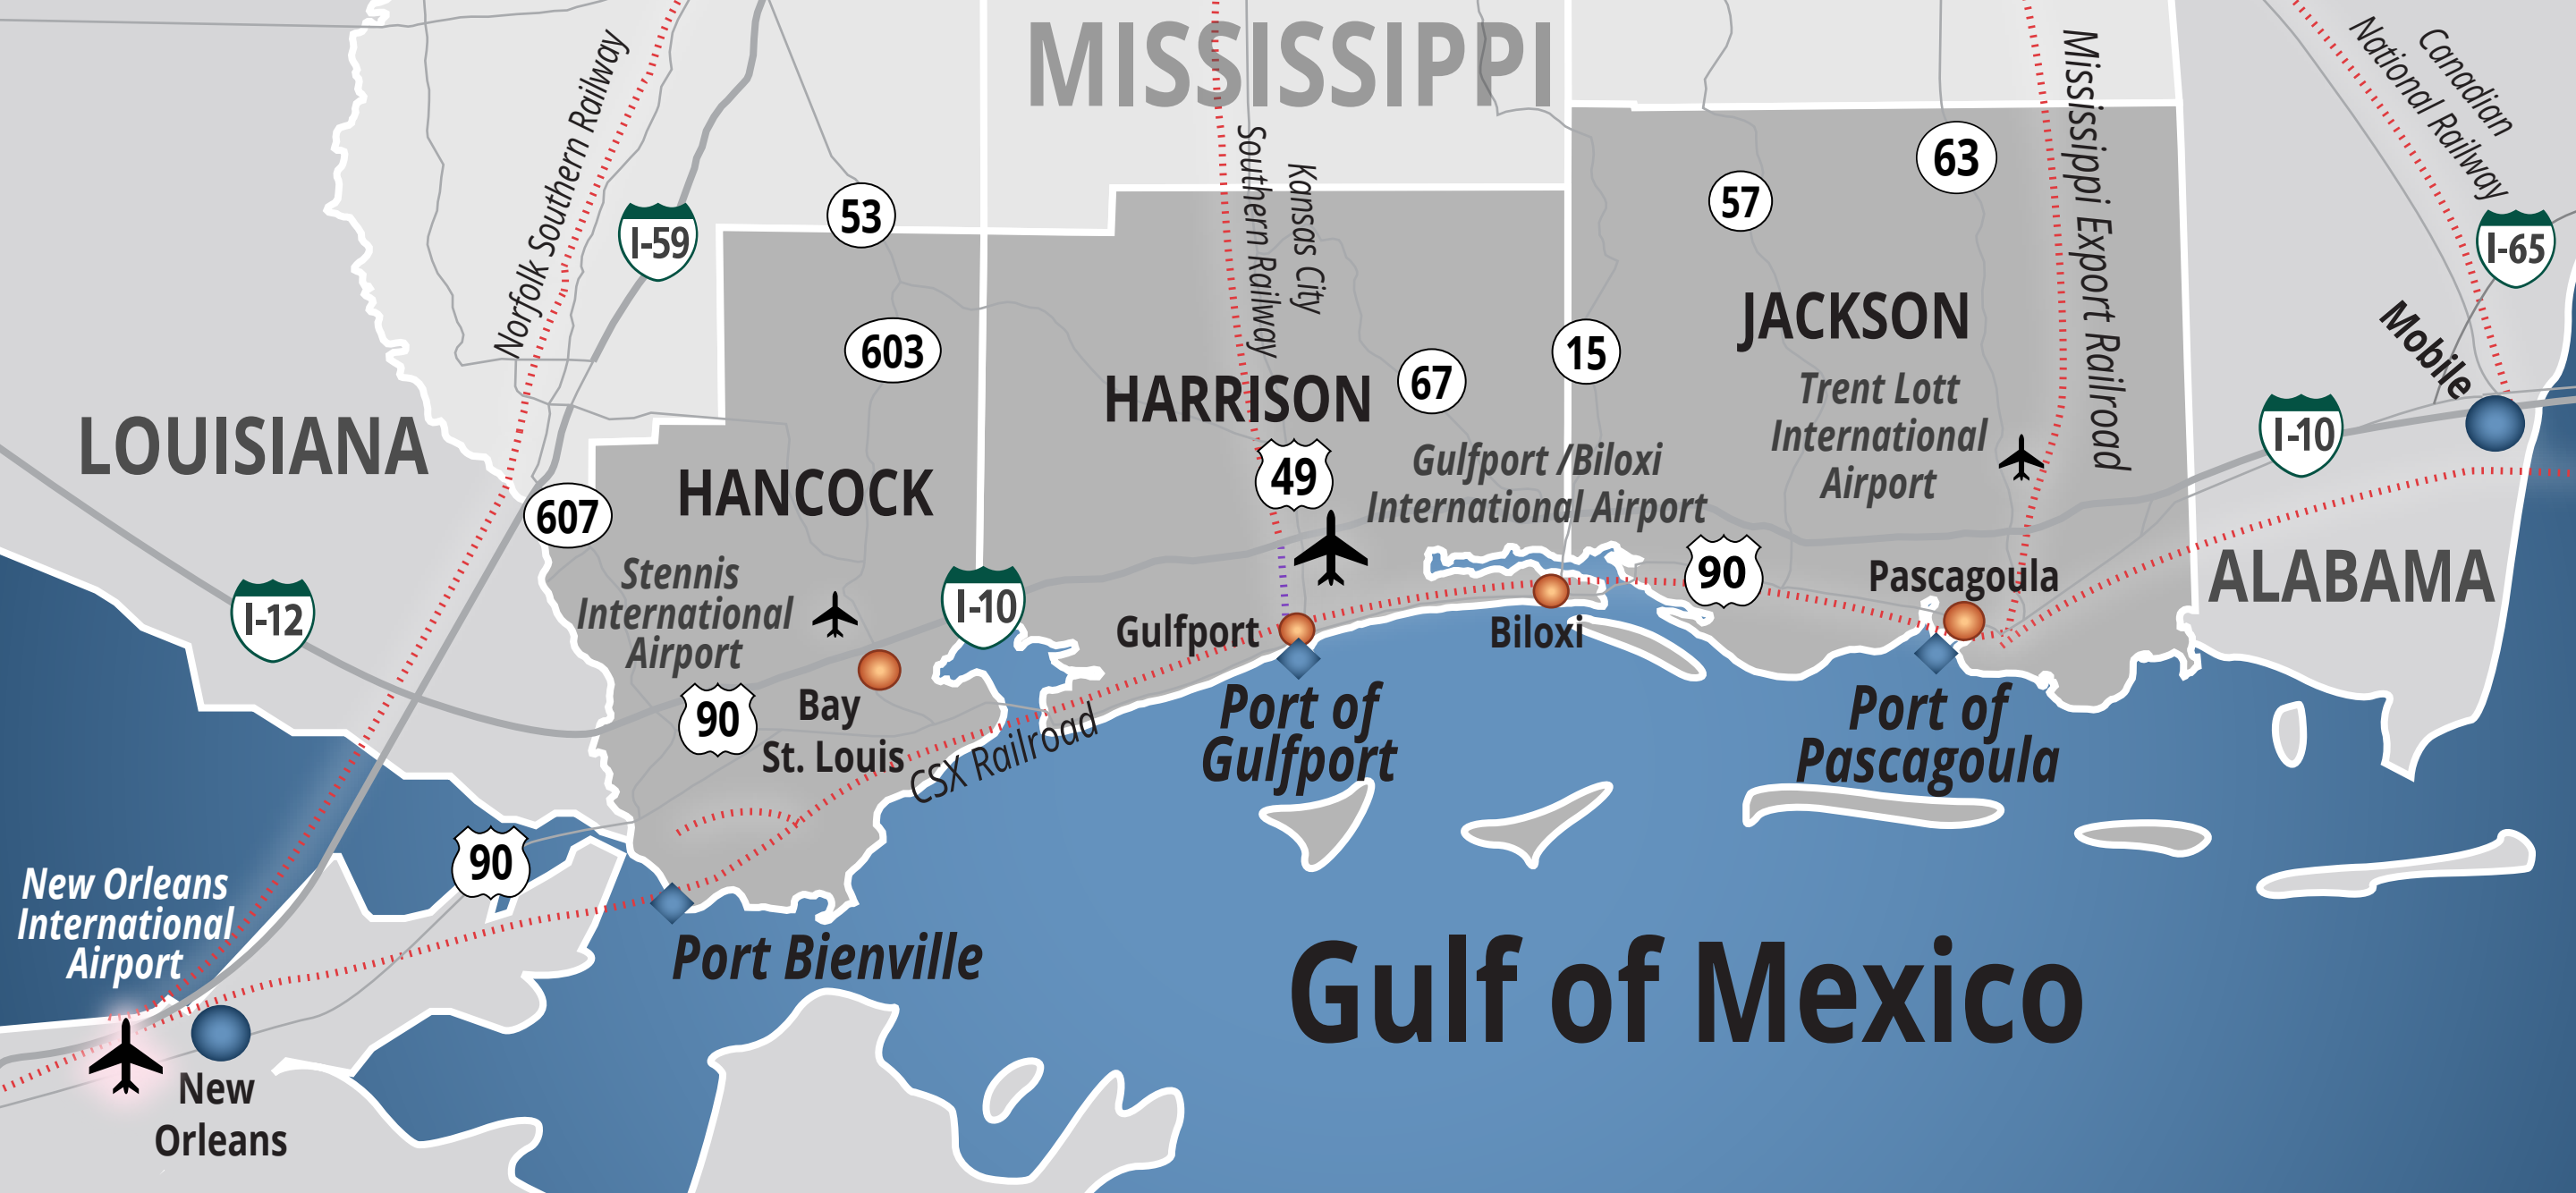 MISSISSIPPI
Norfolk Southern Railway
Kansas City
Southern Railway
Mississippi Export Railroad
Canadian
National Railway
53
I-59
57
63
I-65
603
67
15
JACKSON
Mobile
LOUISIANA
HARRISON
Trent Lott
International
Airport
I-10
HANCOCK
49
Gulfport /Biloxi
International Airport
607
Stennis
International
Airport
I-12
I-10
90
Pascagoula
ALABAMA
Gulfport
Biloxi
90
Bay
St. Louis
CSX Railroad
Port of
Gulfport
Port of
Pascagoula
90
New Orleans
International
Airport
Port Bienville
Gulf of Mexico
New
Orleans